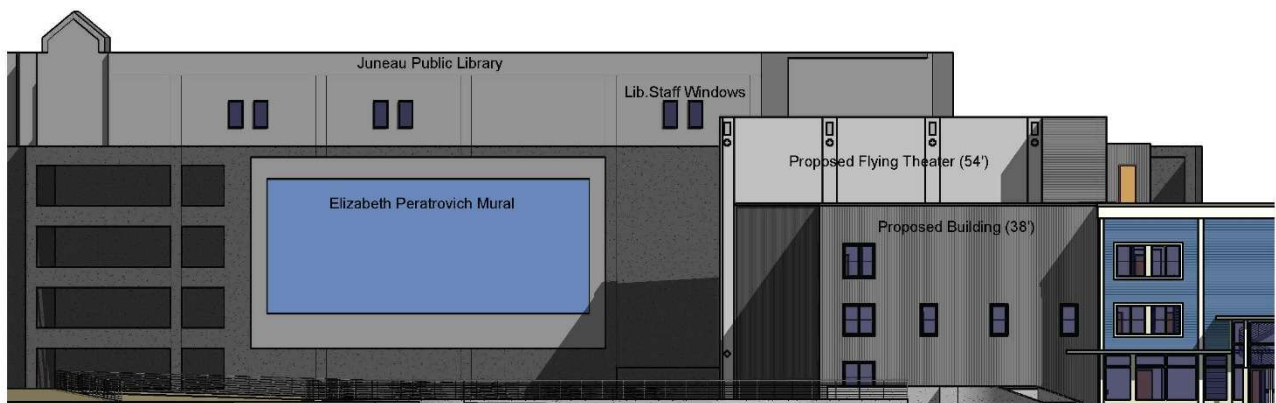 Juneau Public Library
Lib.Staff Windows
Proposed Flying Theater (54')
Elizabeth Peratrovich Mural
Proposed Building (38')